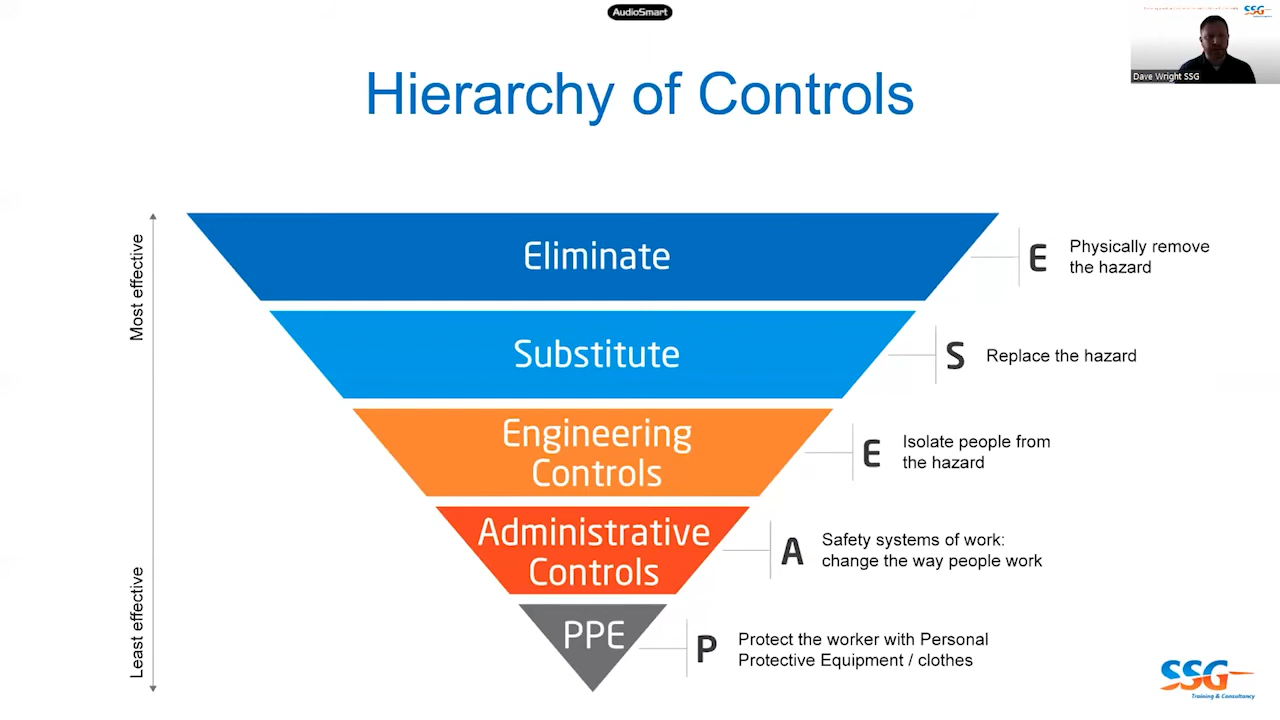 AudioSmart
SSG
Dave Wright SSG
Hierarchy of Controls
Most effective
Least effective
Eliminate
E
Physically remove
the hazard
Substitute
S
Replace the hazard
Engineering
Controls
E
Isolate people from
the hazard
Administrative
Controls
A
Safety systems of work:
change the way people work
PPE
P
Protect the worker with Personal
Protective Equipment / clothes
SSG
Training & Consultancy